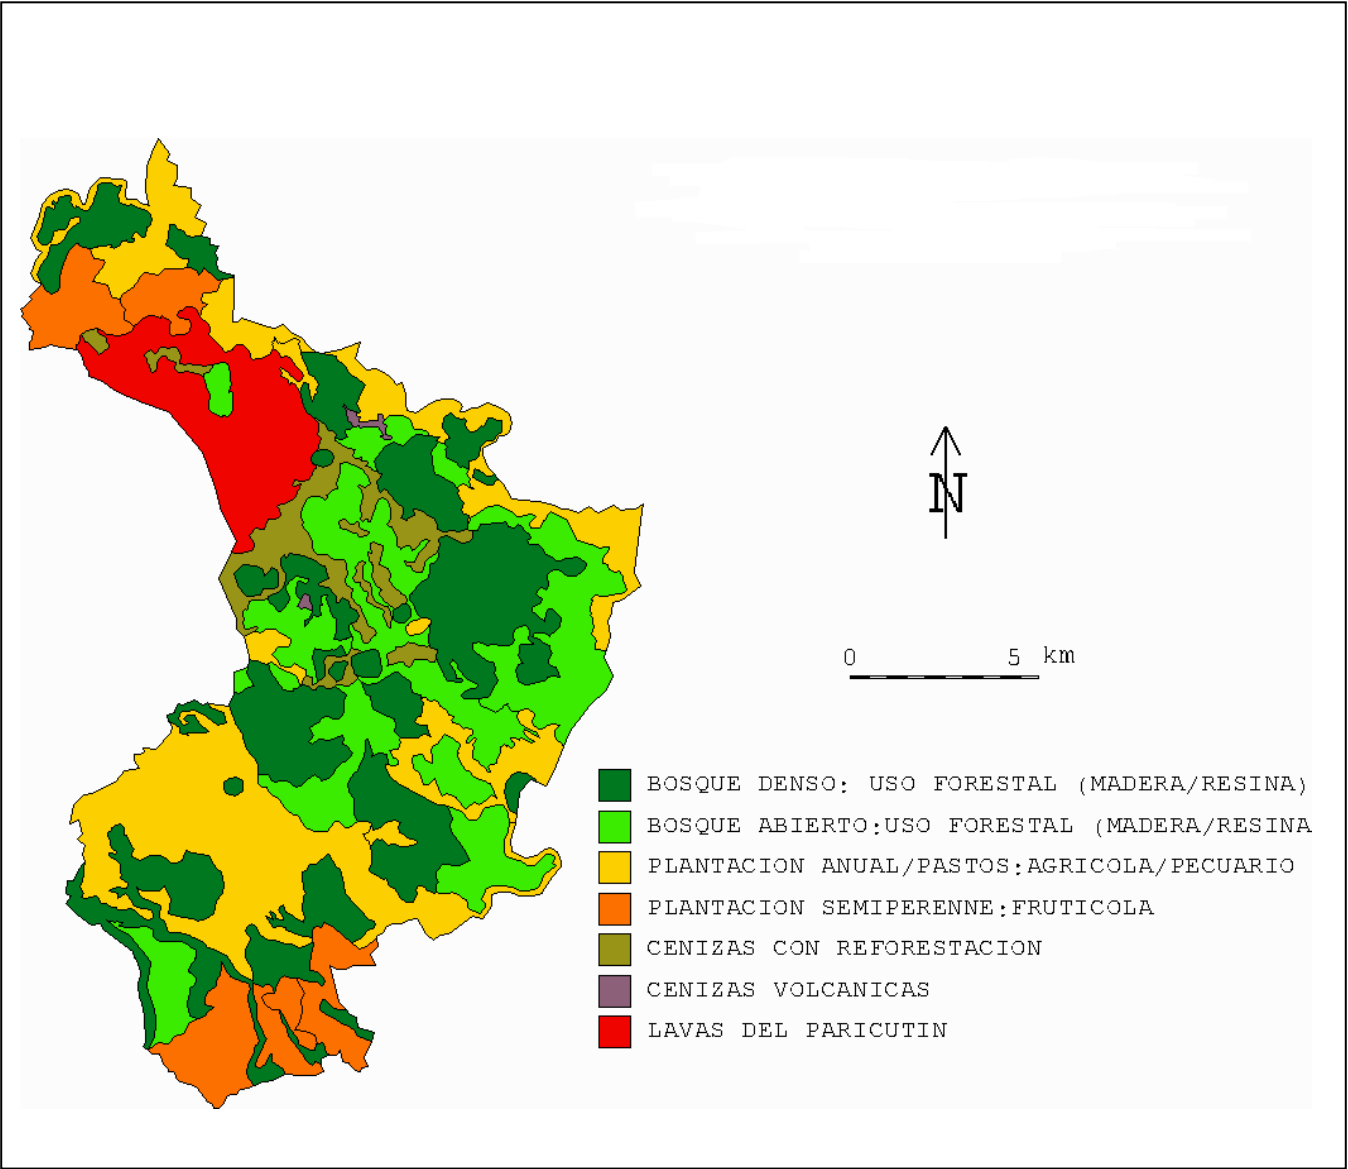 N
0 5 km
BOSQUE DENSO: USO FORESTAL (MADERA/RESINA)
BOSQUE ABIERTO:USO FORESTAL (MADERA/RESINA
PLANTACION ANUAL/PASTOS:AGRICOLA/PECUARIO
PLANTACION SEMIPERENNE:FRUTICOLA
CENIZAS CON REFORESTACION
CENIZAS VOLCANICAS
LAVAS DEL PARICUTIN